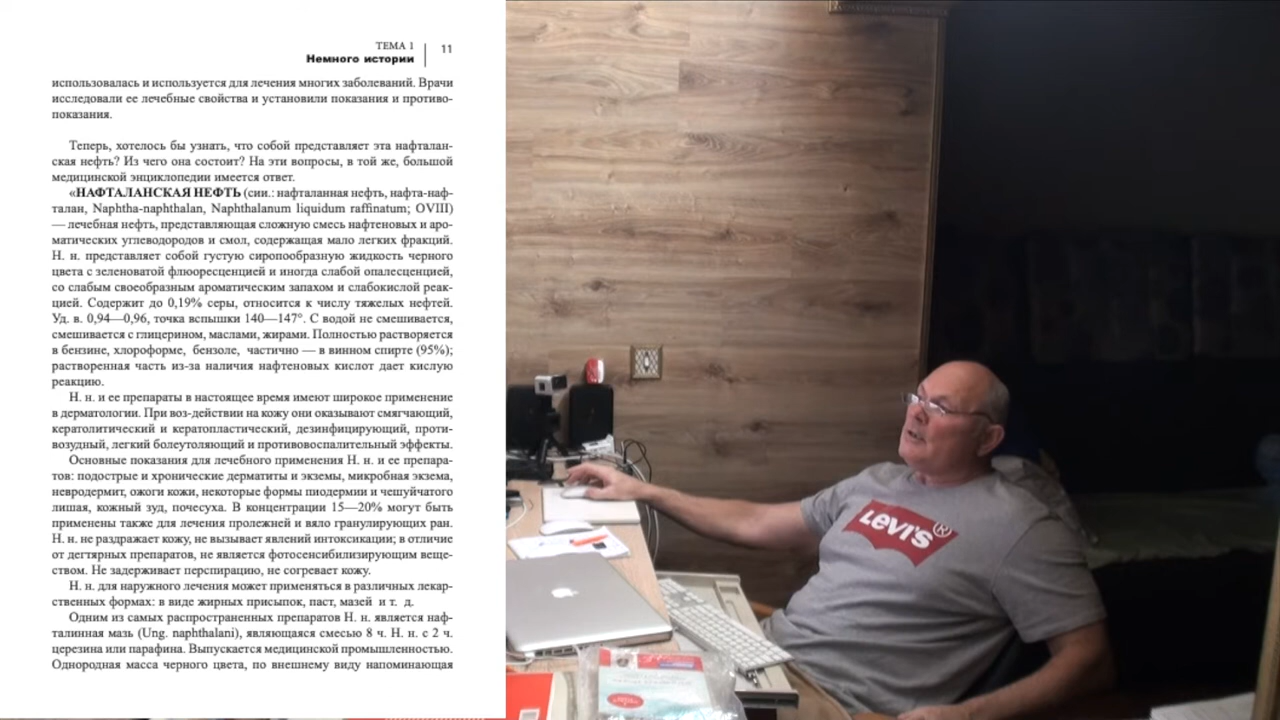 ТЕМА 1
Немного истории
11
использовалась и используется для лечения многих заболеваний. Врачи
исследовали ее лечебные свойства и установили показания и противо-
показания.
Теперь, хотелось бы узнать, что собой представляет эта нафталан-
ская нефть? Из чего она состоит? На эти вопросы, в той же, большой
медицинской энциклопедии имеется ответ.
«НАФТАЛАНСКАЯ НЕФТЬ (сии.: нафталанная нефть, нафта-наф-
талан, Naphtha-naphthalan, Naphthalanum liquidum raffinatum; OVIII)
— лечебная нефть, представляющая сложную смесь нафтеновых и аро-
матических углеводородов и смол, содержащая мало легких фракций.
Н. н. представляет собой густую сиропообразную жидкость черного
цвета с зеленоватой флюоресценцией и иногда слабой опалесценцией,
со слабым своеобразным ароматическим запахом и слабокислой реак-
цией. Содержит до 0,19% серы, относится к числу тяжелых нефтей.
Уд. в. 0,94—0,96, точка вспышки 140—147°. С водой не смешивается,
смешивается с глицерином, маслами, жирами. Полностью растворяется
в бензине, хлороформе, бензоле, частично — в винном спирте (95%);
растворенная часть из-за наличия нафтеновых кислот дает кислую
реакцию.
Н. н. и ее препараты в настоящее время имеют широкое применение
в дерматологии. При воз-действии на кожу они оказывают смягчающий,
кератолитический и кератопластический, дезинфицирующий, проти-
возудный, легкий болеутоляющий и противовоспалительный эффекты.
Основные показания для лечебного применения Н. н. и ее препара-
тов: подострые и хронические дерматиты и экземы, микробная экзема,
невродермит, ожоги кожи, некоторые формы пиодермии и чешуйчатого
лишая, кожный зуд, почесуха. В концентрации 15—20% могут быть
применены также для лечения пролежней и вяло гранулирующих ран.
Н. н. не раздражает кожу, не вызывает явлений интоксикации; в отличие
от дегтярных препаратов, не является фотосенсибилизирующим веще-
ством. Не задерживает перспирацию, не согревает кожу.
Н. н. для наружного лечения может применяться в различных лекар-
ственных формах: в виде жирных присыпок, паст, мазей и т. д.
Одним из самых распространенных препаратов Н. н. является наф-
талинная мазь (Ung. naphthalani), являющаяся смесью 8 ч. Н. н. с 2 ч.
церезина или парафина. Выпускается медицинской промышленностью.
Однородная масса черного цвета, по внешнему виду напоминающая
LEVI'S®